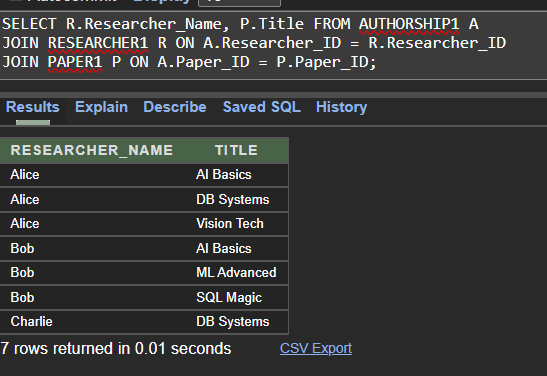 SELECT R.Researcher_Name, P.Title FROM AUTHORSHIP1 A
JOIN RESEARCHER1 R ON A.Researcher_ID = R.Researcher_ID
JOIN PAPER1 P ON A.Paper_ID = P.Paper_ID;
Results Explain Describe Saved SQL History
RESEARCHER_NAME TITLE
Alice AI Basics
Alice DB Systems
Alice Vision Tech
Bob AI Basics
Bob ML Advanced
Bob SQL Magic
Charlie DB Systems
7 rows returned in 0.01 seconds CSV Export